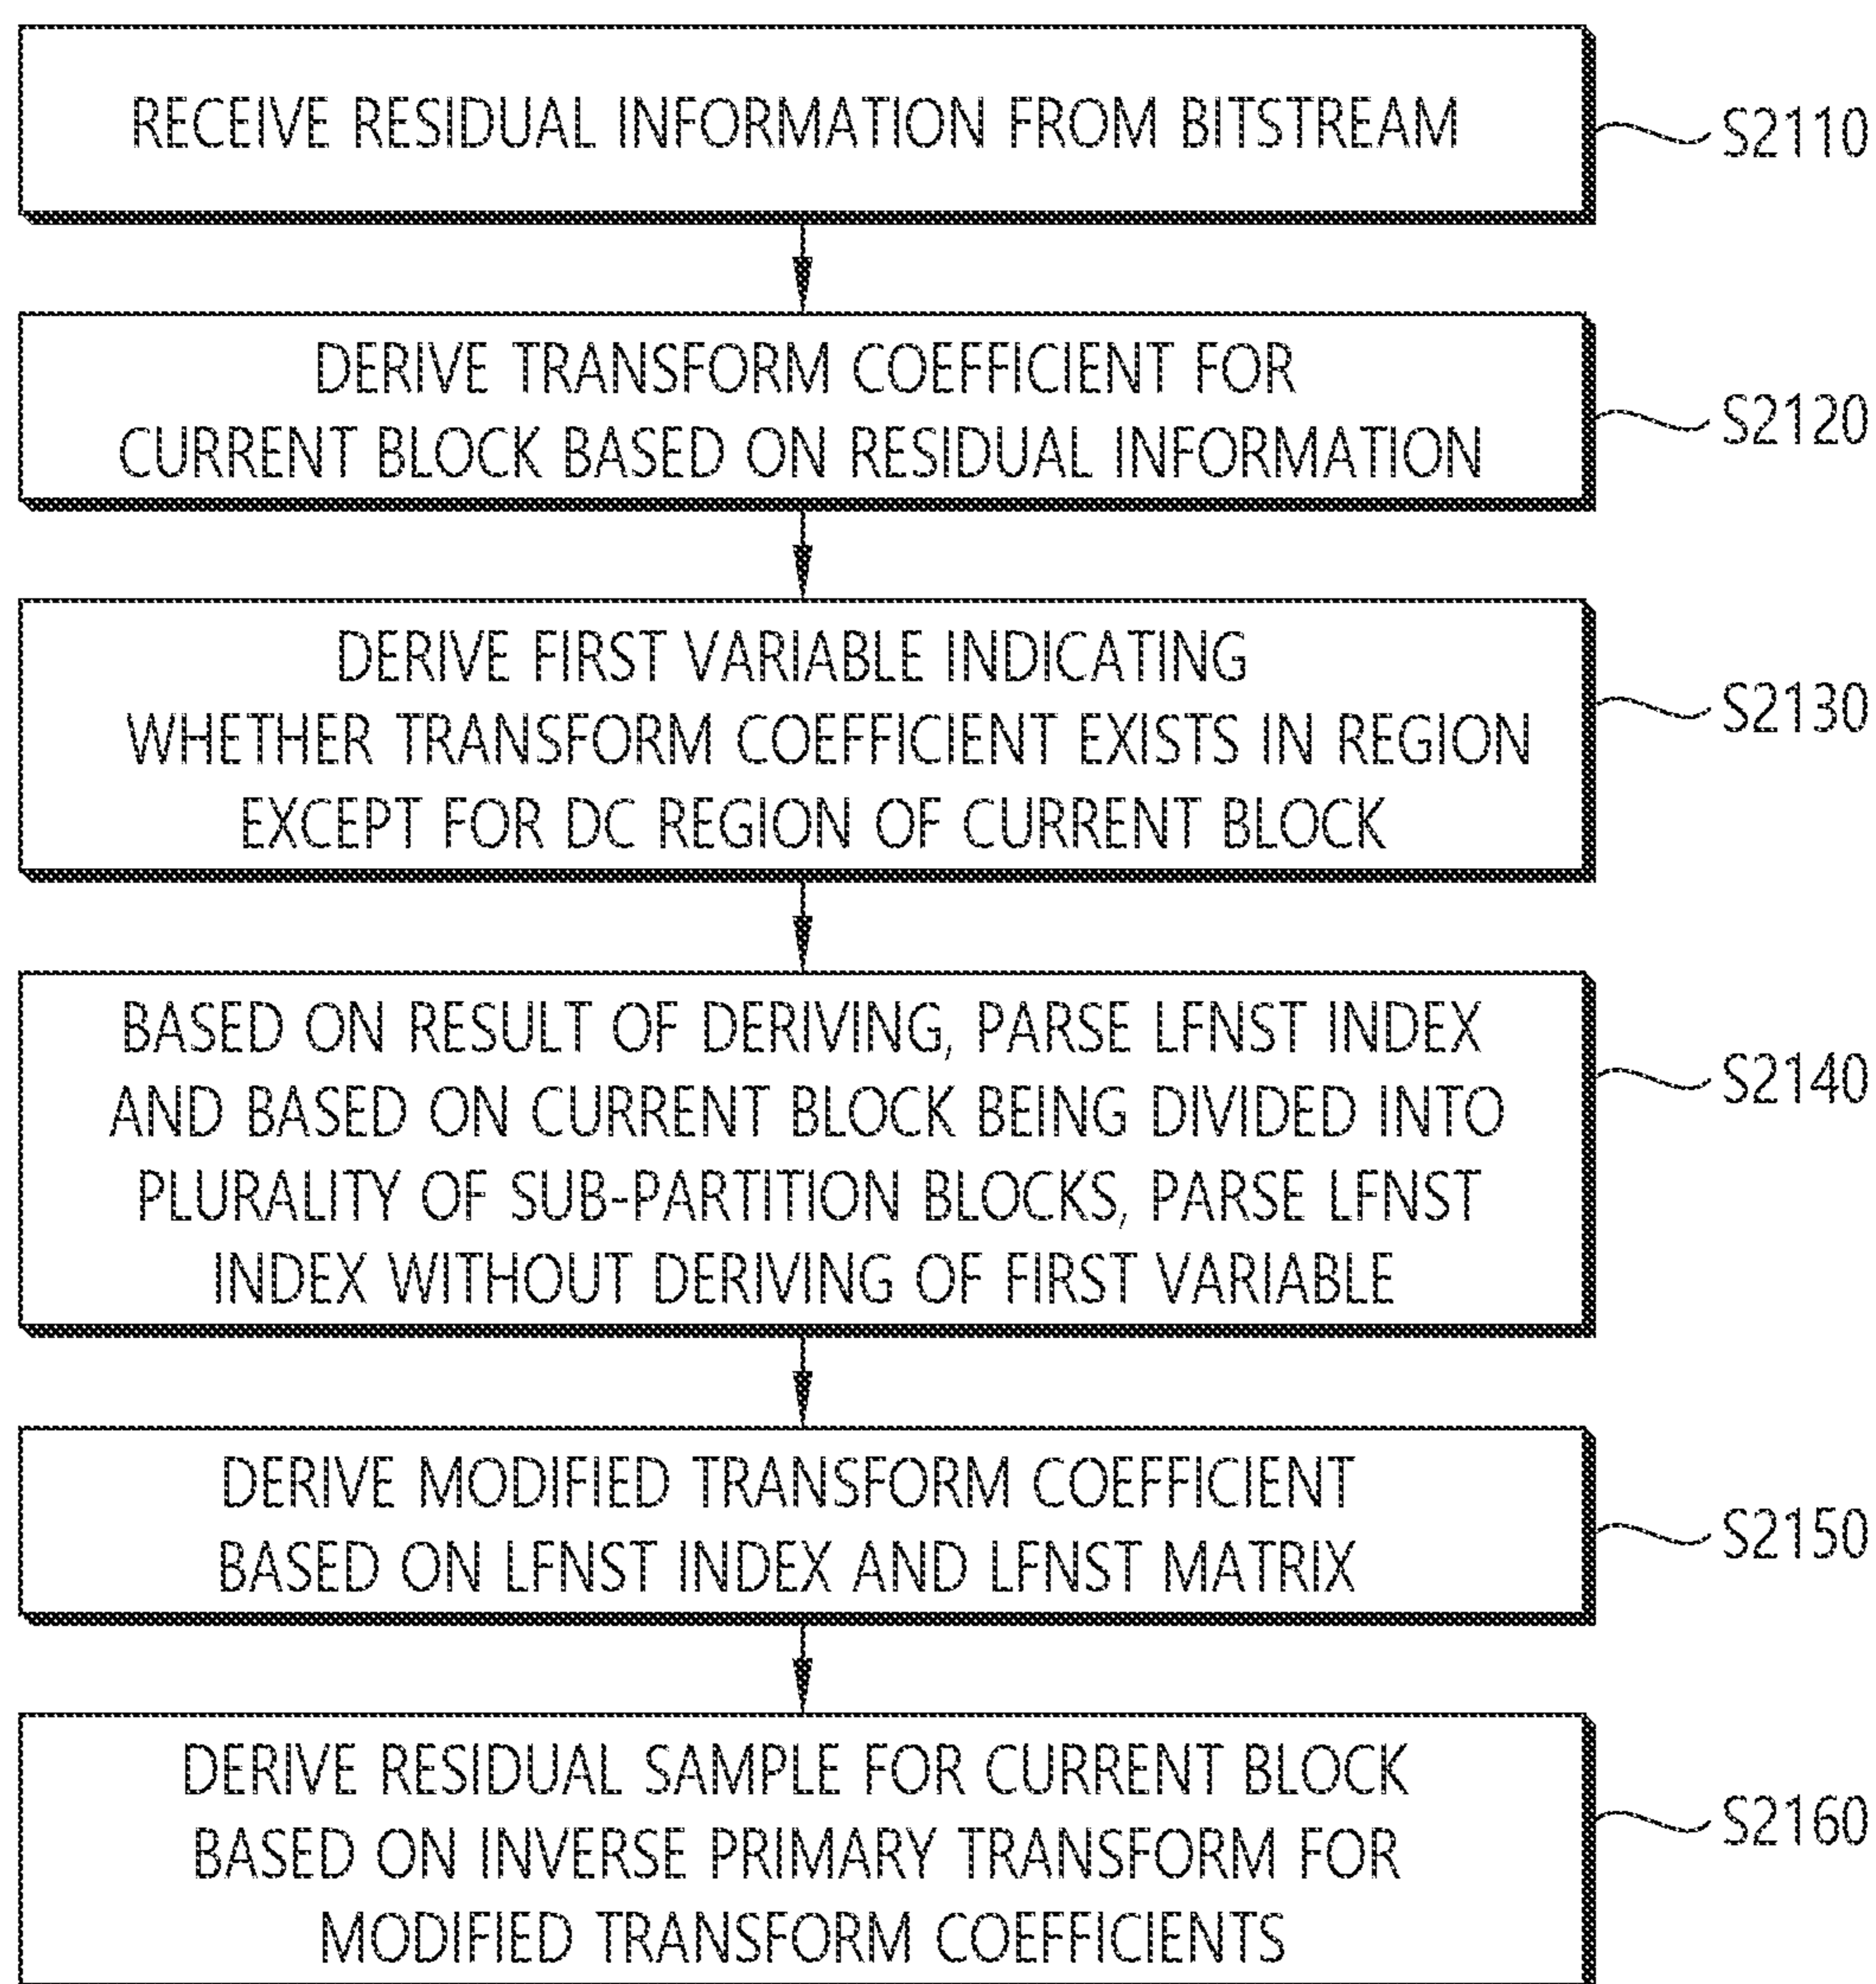 RECEIVE RESIDUAL INFORMATION FROM BITSTREAM
S2110
DERIVE TRANSFORM COEFFICIENT FOR
CURRENT BLOCK BASED ON RESIDUAL INFORMATION
S2120
DERIVE FIRST VARIABLE INDICATING
WHETHER TRANSFORM COEFFICIENT EXISTS IN REGION
EXCEPT FOR DC REGION OF CURRENT BLOCK
S2130
BASED ON RESULT OF DERIVING, PARSE LFNST INDEX
AND BASED ON CURRENT BLOCK BEING DIVIDED INTO
PLURALITY OF SUB-PARTITION BLOCKS, PARSE LFNST
INDEX WITHOUT DERIVING OF FIRST VARIABLE
S2140
DERIVE MODIFIED TRANSFORM COEFFICIENT
BASED ON LFNST INDEX AND LFNST MATRIX
S2150
DERIVE RESIDUAL SAMPLE FOR CURRENT BLOCK
BASED ON INVERSE PRIMARY TRANSFORM FOR
MODIFIED TRANSFORM COEFFICIENTS
S2160